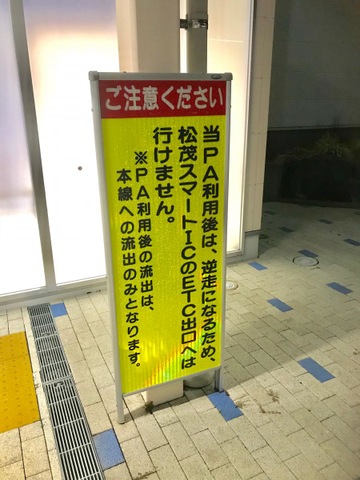 ご注意ください
当PA利用後は、逆走になるため、
松茂スマートICのETC出口へは
行けません。
※PA利用後の流出は、
本線への流出のみとなります。